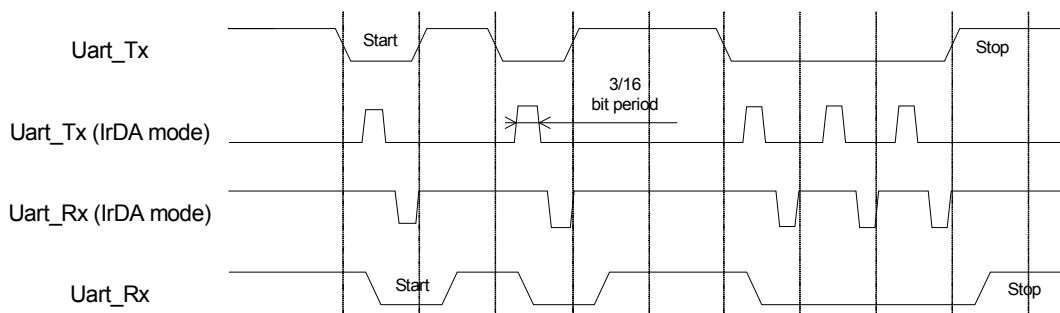 Uart_Tx
Start
Stop
3/16
bit period
Uart_Tx (IrDA mode)
Uart_Rx (IrDA mode)
Uart_Rx
Start
Stop